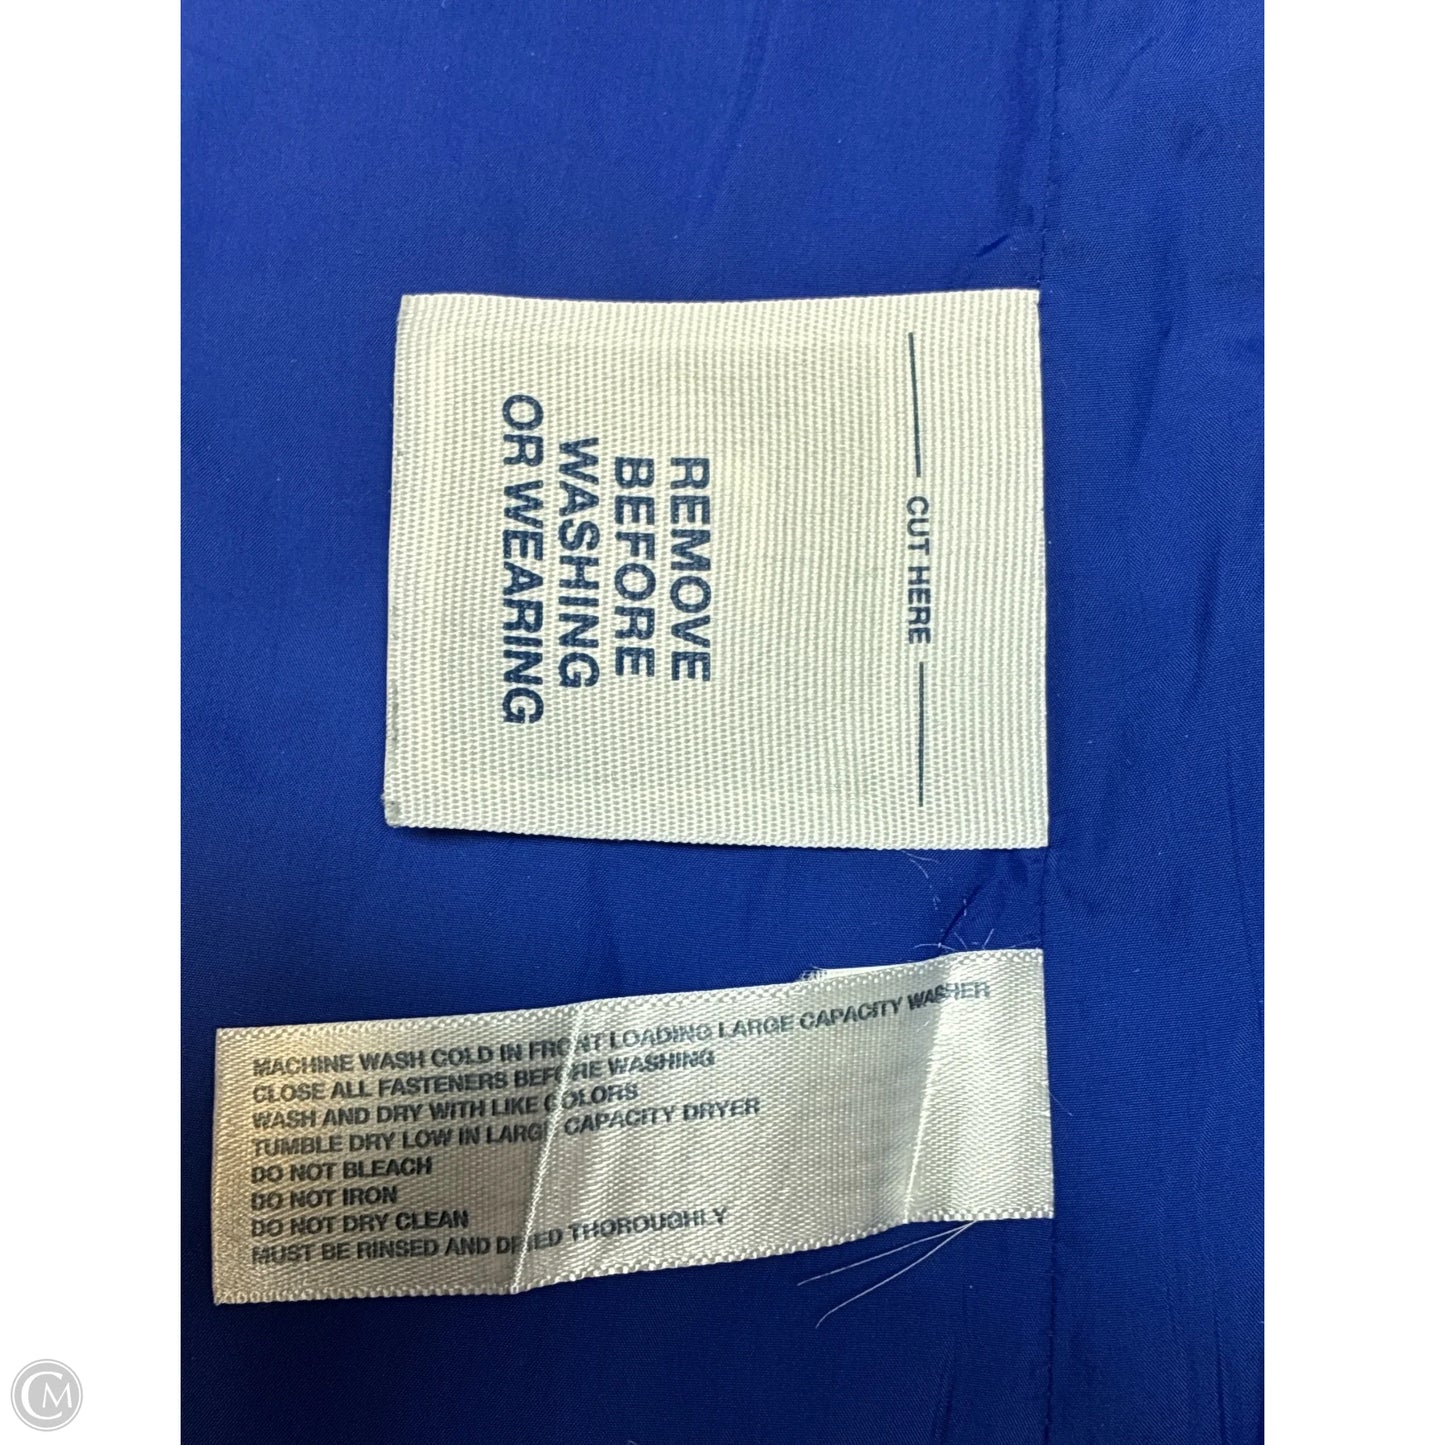 CUT HERE
REMOVE
BEFORE
WASHING
OR WEARING
MACHINE WASH COLD IN FRONT LOADING LARGE CAPACITY WASHER
CLOSE ALL FASTENERS BEFORE WASHING
WASH AND DRY WITH LIKE COLORS
TUMBLE DRY LOW IN LARGE CAPACITY DRYER
DO NOT BLEACH
DO NOT IRON
DO NOT DRY CLEAN
MUST BE RINSED AND DRIED THOROUGHLY
CM